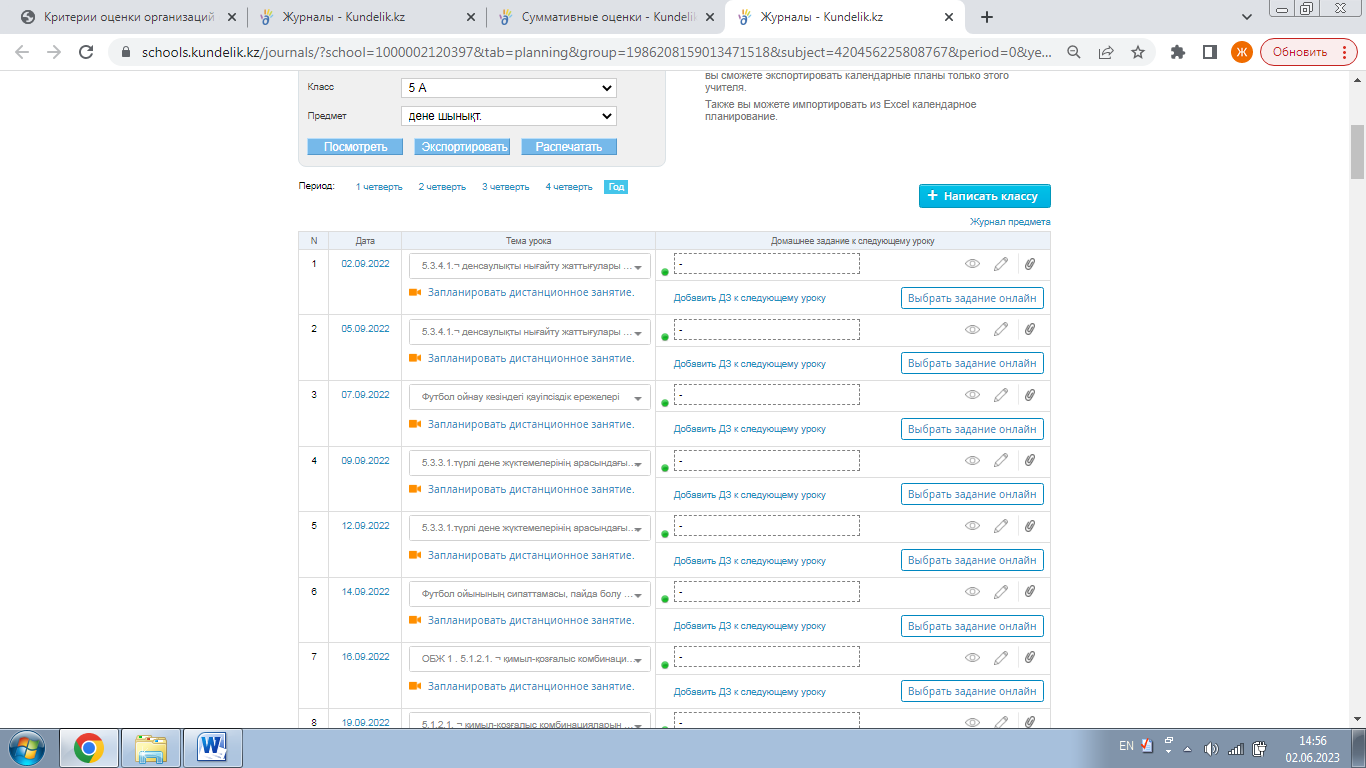 Критерии оценки организаций
Журналы - Kundelik.kz
Суммативные оценки - Kundelik
Журналы - Kundelik.kz
schools.kundelik.kz/journals/?school=1000002120397&tab=planning&group=1986208159013471518&subject=420456225808767&period=0&ye...
Ж
Обновить
вы сможете экспортировать календарные планы только этого
учителя.
Класс
5 А
Также вы можете импортировать из Excel календарное
планирование.
Предмет
дене шынықт.
Посмотреть
Экспортировать
Распечатать
Период:
1 четверть
2 четверть
3 четверть
4 четверть
Год
+ Написать классу
Журнал предмета
N
Дата
Тема урока
Домашнее задание к следующему уроку
1
02.09.2022
5.3.4.1.¬ денсаулықты нығайту жаттығулары ...
-
Запланировать дистанционное занятие.
Добавить ДЗ к следующему уроку
Выбрать задание онлайн
2
05.09.2022
5.3.4.1.¬ денсаулықты нығайту жаттығулары ...
-
Запланировать дистанционное занятие.
Добавить ДЗ к следующему уроку
Выбрать задание онлайн
3
07.09.2022
Футбол ойнау кезіндегі қауіпсіздік ережелері
-
Запланировать дистанционное занятие.
Добавить ДЗ к следующему уроку
Выбрать задание онлайн
4
09.09.2022
5.3.3.1.түрлі дене жүктемелерінің арасындағы...
-
Запланировать дистанционное занятие.
Добавить ДЗ к следующему уроку
Выбрать задание онлайн
5
12.09.2022
5.3.3.1.түрлі дене жүктемелерінің арасындағы...
-
Запланировать дистанционное занятие.
Добавить ДЗ к следующему уроку
Выбрать задание онлайн
6
14.09.2022
Футбол ойынының сипаттамасы, пайда болу ...
-
Запланировать дистанционное занятие.
Добавить ДЗ к следующему уроку
Выбрать задание онлайн
7
16.09.2022
ОБЖ 1 . 5.1.2.1. ¬ қимыл-қозғалыс комбинаци...
-
Запланировать дистанционное занятие.
Добавить ДЗ к следующему уроку
Выбрать задание онлайн
8
19.09.2022
5.1.2.1. ¬ қимыл-қозғалыс комбинацияларын ...
-
EN
14:56
02.06.2023